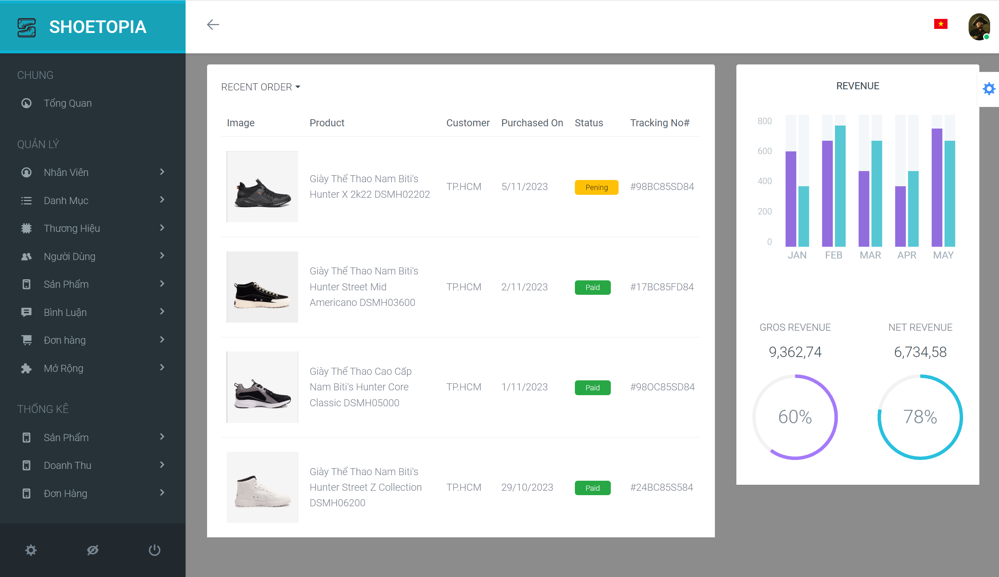 SHOETOPIA
CHUNG
Tổng Quan
QUẢN LÝ
Nhân Viên
Danh Mục
Thương Hiệu
Người Dùng
Sản Phẩm
Bình Luận
Đơn hàng
Mở Rộng
THỐNG KÊ
Sản Phẩm
Doanh Thu
Đơn Hàng
RECENT ORDER
Image Product Customer Purchased On Status Tracking No#
Giày Thể Thao Nam Biti's
Hunter X 2k22 DSMH02202
TP.HCM 5/11/2023 Pening #98BC85SD84
Giày Thể Thao Nam Biti's
Hunter Street Mid
Americano DSMH03600
TP.HCM 2/11/2023 Paid #17BC85FD84
Giày Thể Thao Cao Cấp
Nam Biti's Hunter Core
Classic DSMH05000
TP.HCM 1/11/2023 Paid #98OC85SD84
Giày Thể Thao Nam Biti's
Hunter Street Z Collection
DSMH06200
TP.HCM 29/10/2023 Paid #24BC85S584
REVENUE
800
600
400
200
0
JAN FEB MAR APR MAY
GROS REVENUE NET REVENUE
9,362,74 6,734,58
60% 78%